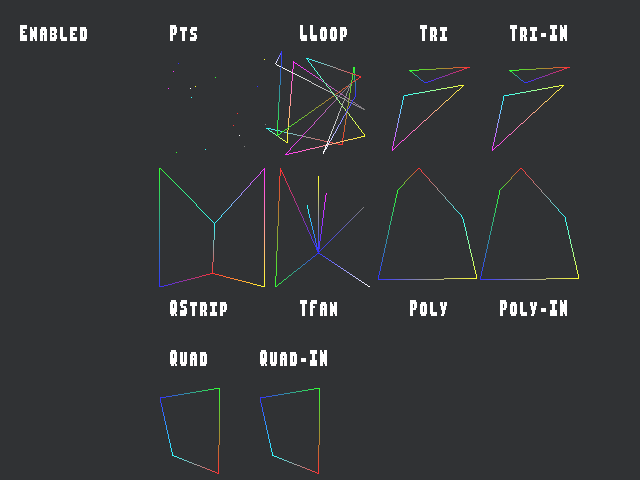 Enabled Pts LLoop Tri Tri-IN
QStrip TFan Poly Poly-IN
Quad Quad-IN